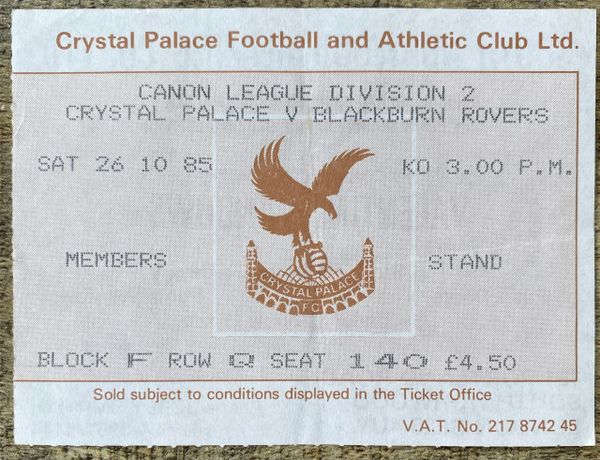 Crystal Palace Football and Athletic Club Ltd.
CANON LEAGUE DIVISION 2
CRYSTAL PALACE V BLACKBURN ROVERS
SAT 26 10 85 KO 3.00 P.M.
CRYSTAL PALACE
F.C.
MEMBERS STAND
BLOCK F ROW Q SEAT 140 £4.50
Sold subject to conditions displayed in the Ticket Office
V.A.T. No. 217 8742 45